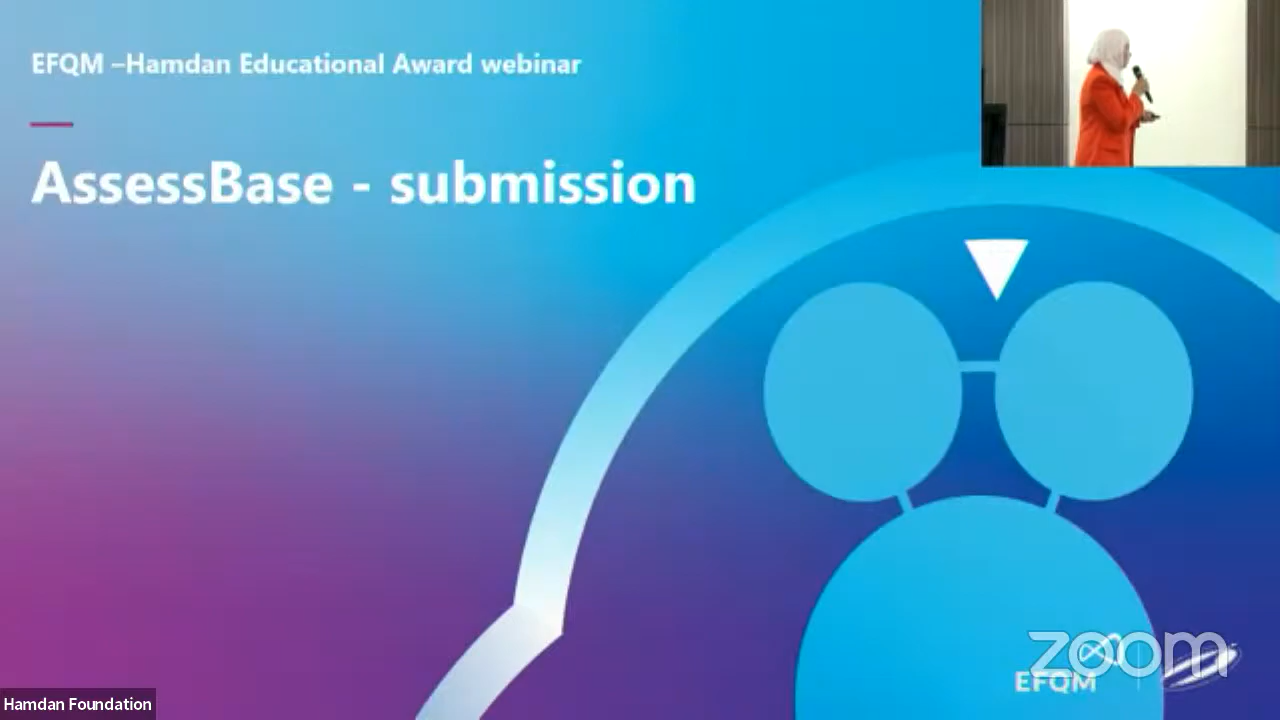 EFQM –Hamdan Educational Award webinar
AssessBase - submission
zoom
EFQM
Hamdan Foundation